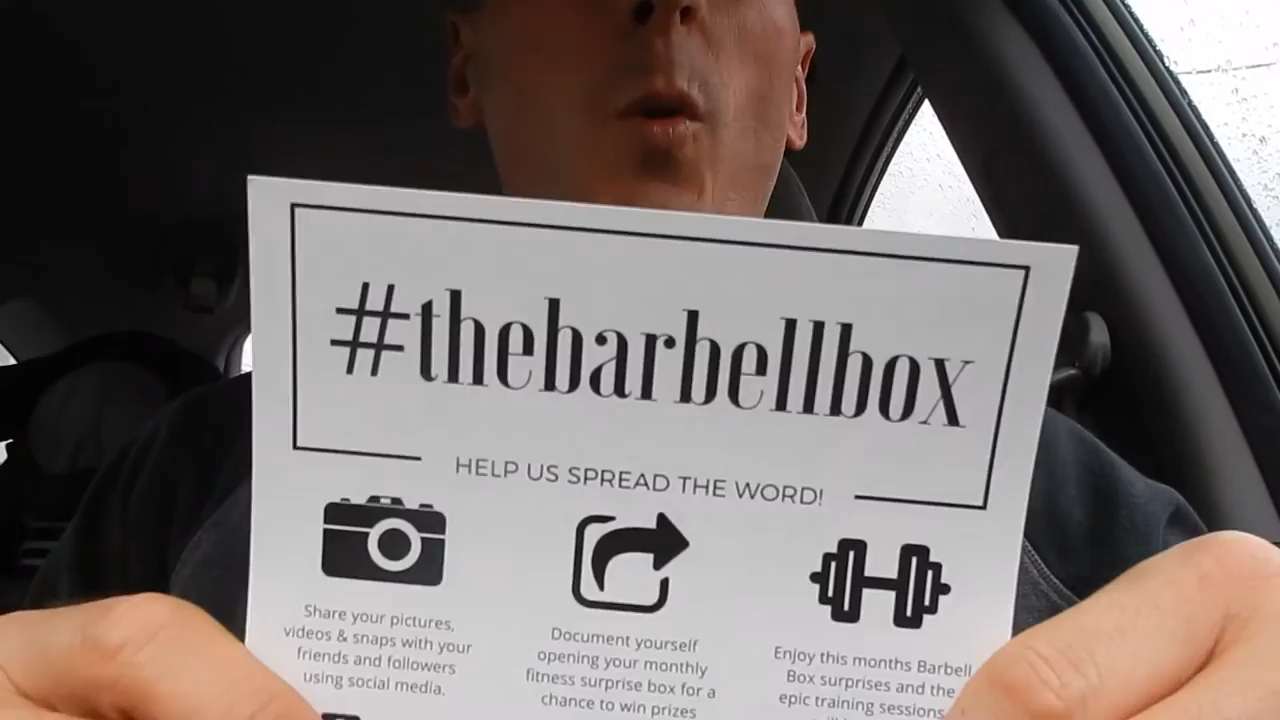 #thebarbellbox
HELP US SPREAD THE WORD!
Share your pictures,
videos & snaps with your
friends and followers
using social media.
Document yourself
opening your monthly
fitness surprise box for a
chance to win prizes
Enjoy this months Barbell
Box surprises and the
epic training sessions